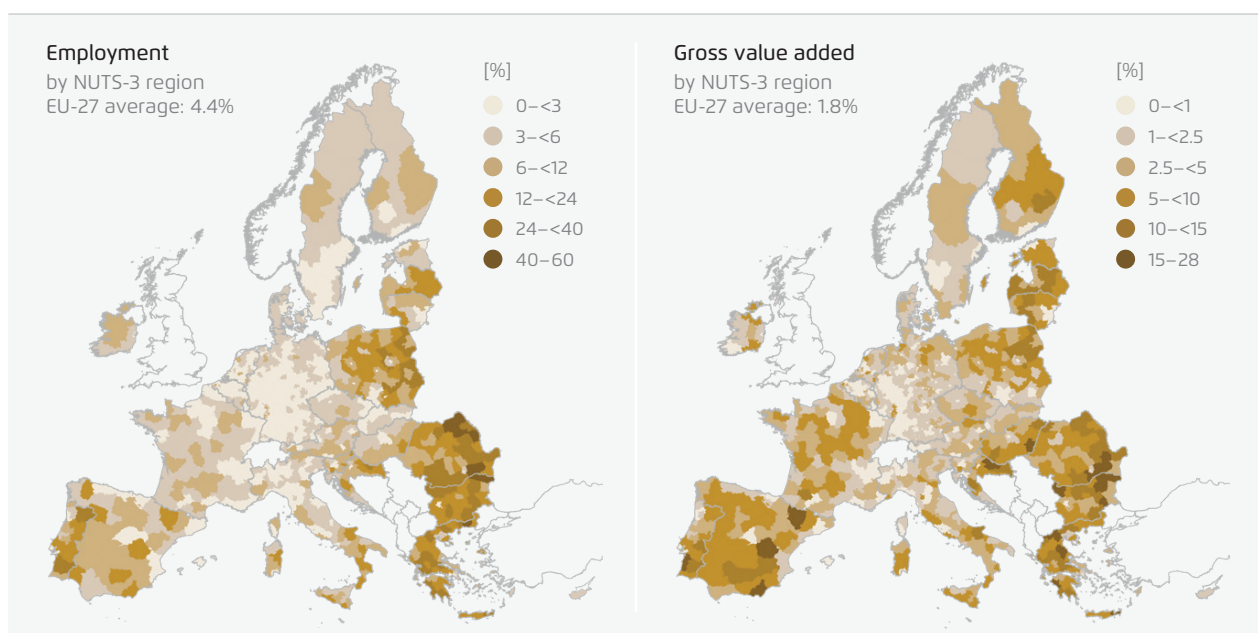 Employment
by NUTS-3 region
EU-27 average: 4.4%
[%]
0–<3
3–<6
6–<12
12–<24
24–<40
40–60
Gross value added
by NUTS-3 region
EU-27 average: 1.8%
[%]
0–<1
1–<2.5
2.5–<5
5–<10
10–<15
15–28